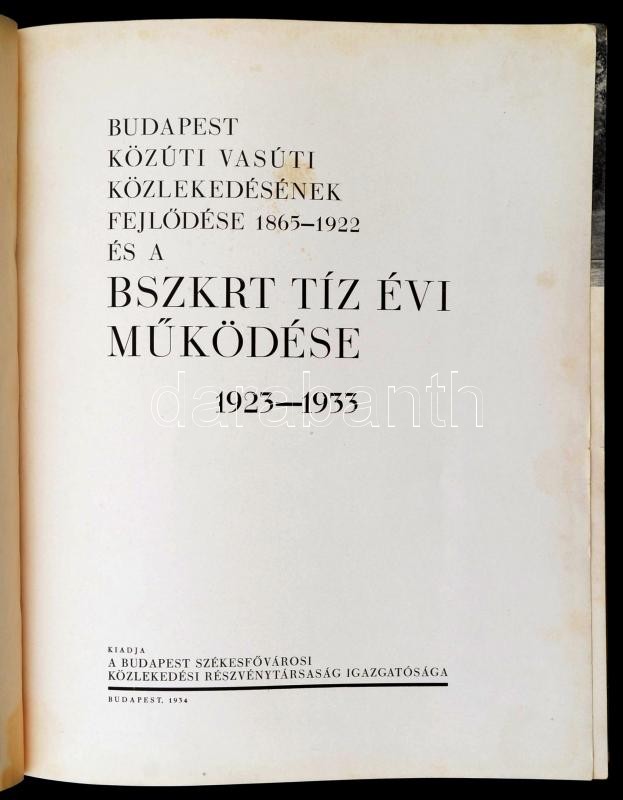 BUDAPEST
KÖZÚTI VASÚTI
KÖZLEKEDÉSÉNEK
FEJLŐDÉSE 1865—1922
ÉS A
BSZKRT TÍZ ÉVI
MŰKÖDÉSE
1923—1933
darabanth
KIADJA
A BUDAPEST SZÉKESFŐVÁROSI
KÖZLEKEDÉSI RÉSZVÉNYTÁRSASÁG IGAZGATÓSÁGA
BUDAPEST, 1934